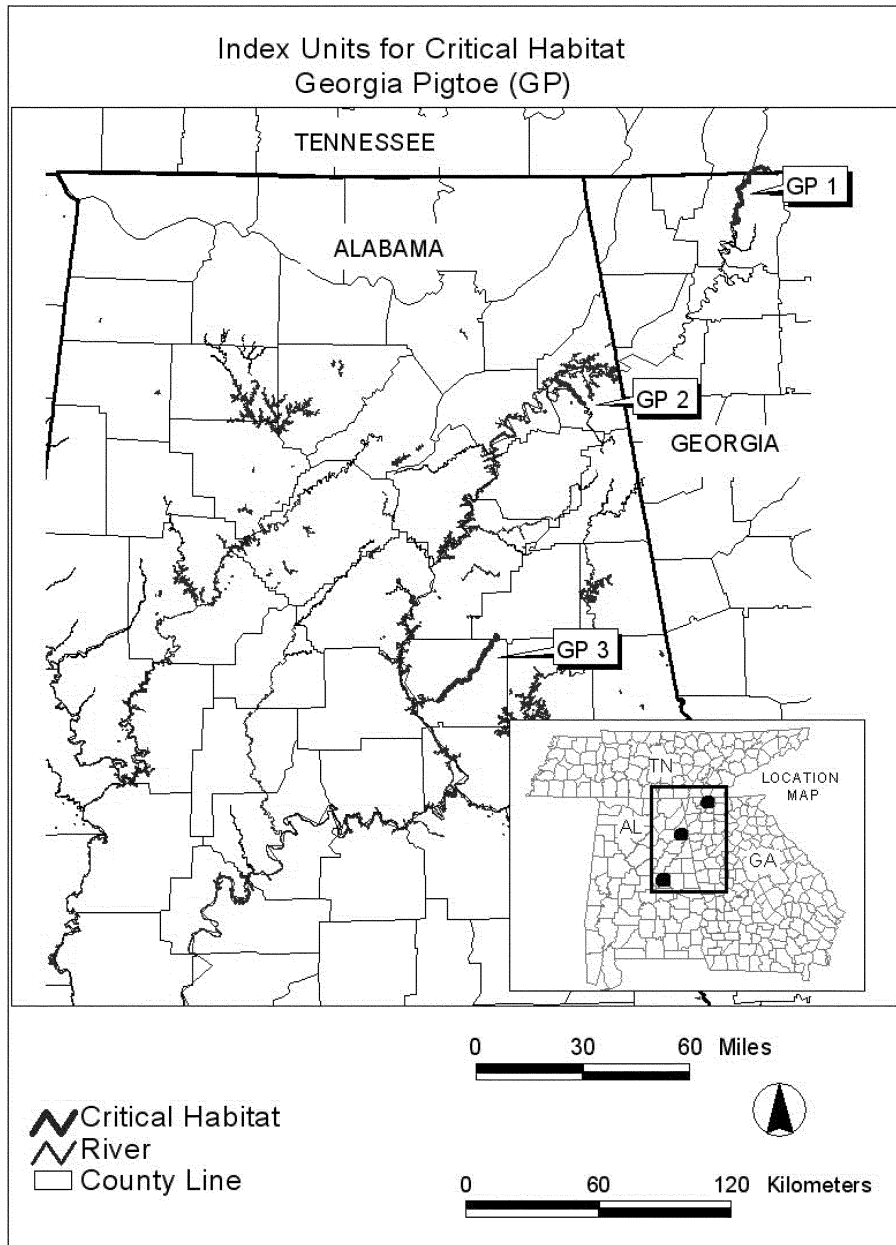 Index Units for Critical Habitat
Georgia Pigtoe (GP)
TENNESSEE
GP 1
ALABAMA
GP 2
GEORGIA
GP 3
TN
LOCATION
MAP
AL
GA
0 30 60 Miles
Critical Habitat
River
County Line
0 60 120 Kilometers